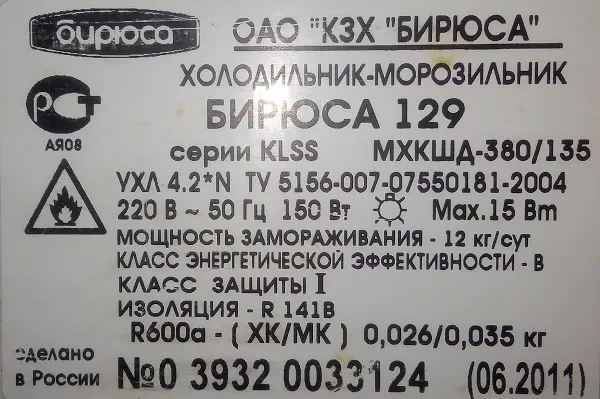 бирюса
ОАО "КЗХ "БИРЮСА"
ХОЛОДИЛЬНИК-МОРОЗИЛЬНИК
РСТ
БИРЮСА 129
АЯ08
серии KLSS МХКШД-380/135
УХЛ 4.2*N ТУ 5156-007-07550181-2004
220 В ~ 50 Гц 150 Вт Max.15 Вт
МОЩНОСТЬ ЗАМОРАЖИВАНИЯ - 12 кг/сут
КЛАСС ЭНЕРГЕТИЧЕСКОЙ ЭФФЕКТИВНОСТИ - В
КЛАСС ЗАЩИТЫ I
ИЗОЛЯЦИЯ - R 141B
R600a - ( ХК/МК ) 0,026/0,035 кг
сделано
в России
№0 3932 0033124 (06.2011)